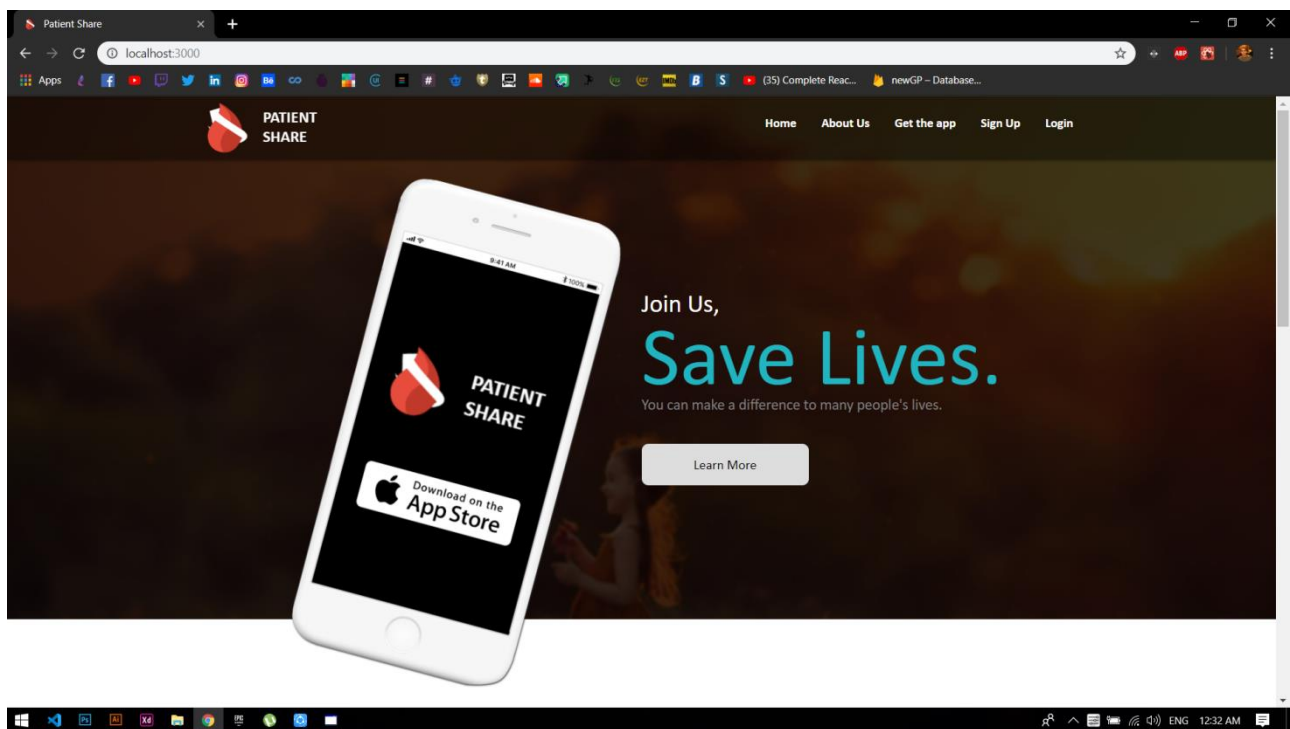 Patient Share
localhost:3000
Apps
(35) Complete Reac...
newGP – Database...
PATIENT
SHARE
Home About Us Get the app Sign Up Login
9:41 AM
100%
PATIENT
SHARE
Download on the
App Store
Join Us,
Save Lives.
You can make a difference to many people's lives.
Learn More
ENG 12:32 AM